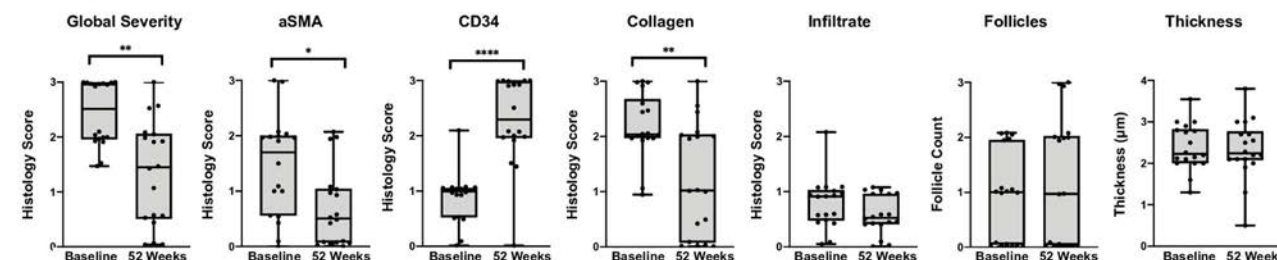 Global Severity
aSMA
CD34
Collagen
Infiltrate
Follicles
Thickness
**
*
****
**
Histology Score
3
2
1
0
Baseline 52 Weeks
Histology Score
3
2
1
0
Baseline 52 Weeks
Histology Score
3
2
1
0
Baseline 52 Weeks
Histology Score
3
2
1
0
Baseline 52 Weeks
Histology Score
3
2
1
0
Baseline 52 Weeks
Follicle Count
3
2
1
0
Baseline 52 Weeks
Thickness (µm)
4
3
2
1
0
Baseline 52 Week